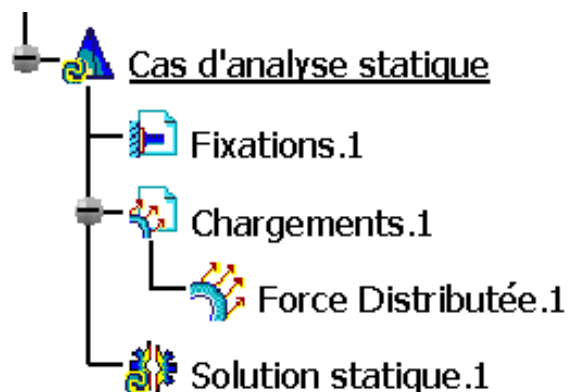 Cas d'analyse statique
Fixations.1
Chargements.1
Force Distributée.1
Solution statique.1